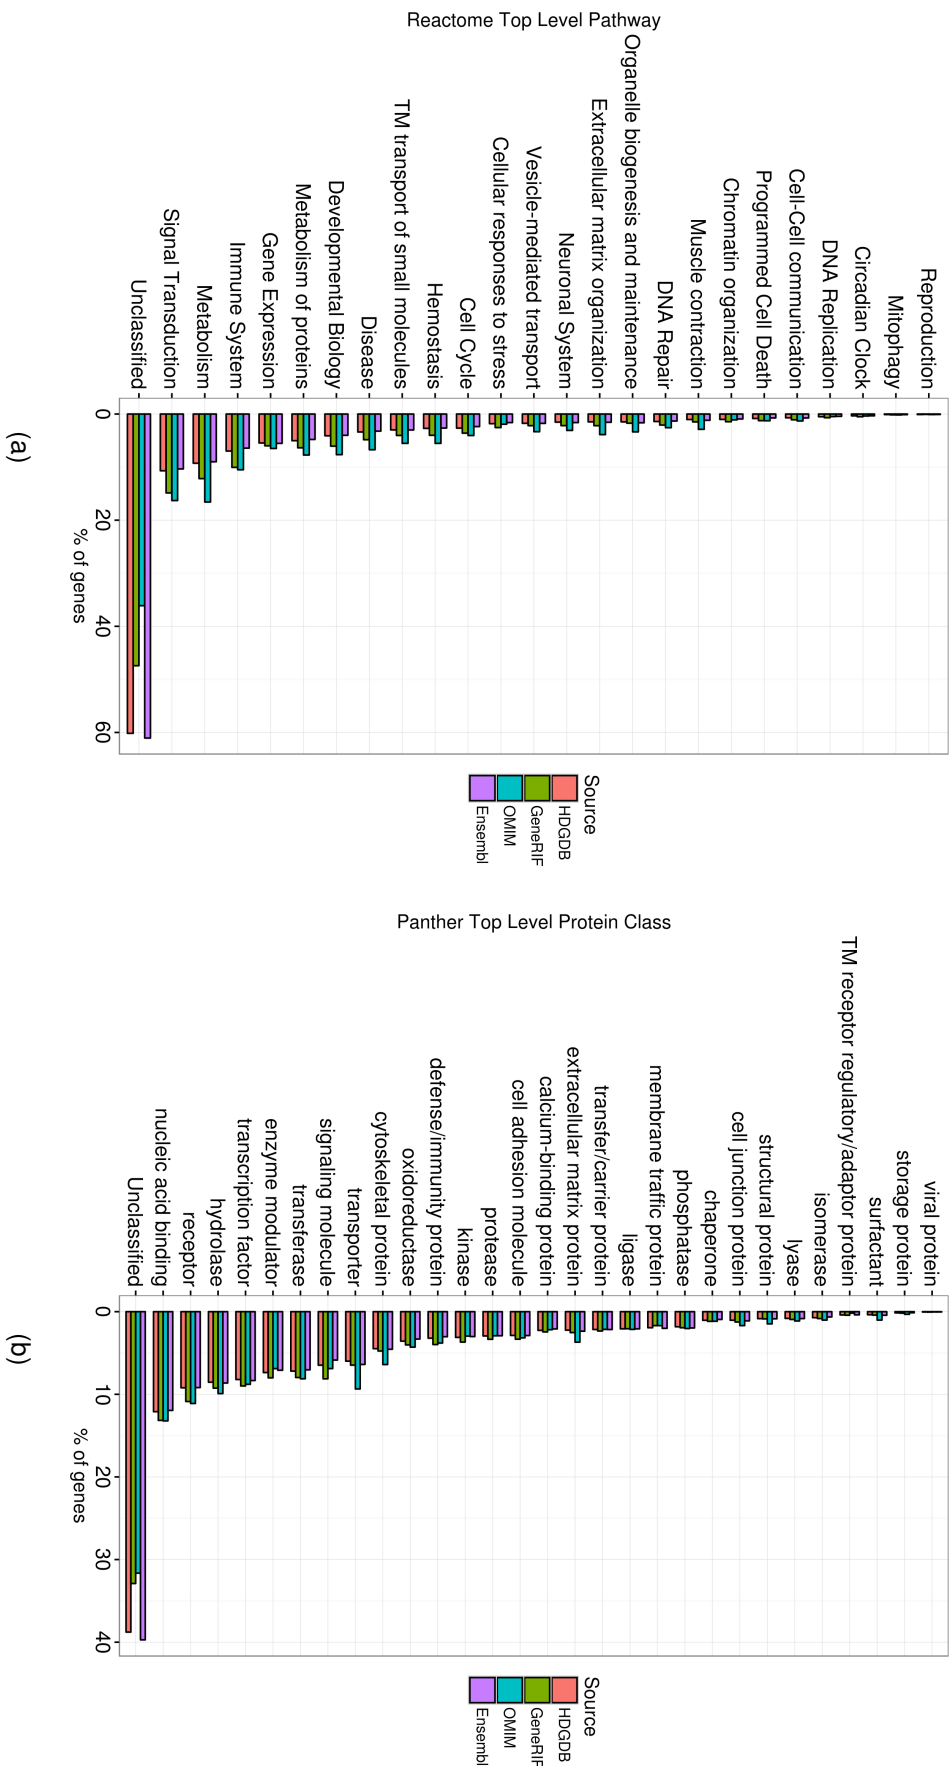 Reactome Top Level Pathway
Reproduction
Mitophagy
Circadian Clock
DNA Replication
Cell-Cell communication
Programmed Cell Death
Chromatin organization
Muscle contraction
DNA Repair
Organelle biogenesis and maintenance
Extracellular matrix organization
Neuronal System
Vesicle-mediated transport
Cellular responses to stress
Cell Cycle
Hemostasis
TM transport of small molecules
Disease
Developmental Biology
Metabolism of proteins
Gene Expression
Immune System
Metabolism
Signal Transduction
Unclassified
0 20 40 60
% of genes
Source
HDGDB
GeneRIF
OMIM
Ensembl
(a)
Panther Top Level Protein Class
viral protein
storage protein
surfactant
TM receptor regulatory/adaptor protein
isomerase
lyase
structural protein
cell junction protein
chaperone
phosphatase
membrane traffic protein
ligase
transfer/carrier protein
extracellular matrix protein
calcium-binding protein
cell adhesion molecule
protease
kinase
defense/immunity protein
oxidoreductase
cytoskeletal protein
transporter
signaling molecule
transferase
enzyme modulator
transcription factor
hydrolase
receptor
nucleic acid binding
Unclassified
0 10 20 30 40
% of genes
Source
HDGDB
GeneRIF
OMIM
Ensembl
(b)